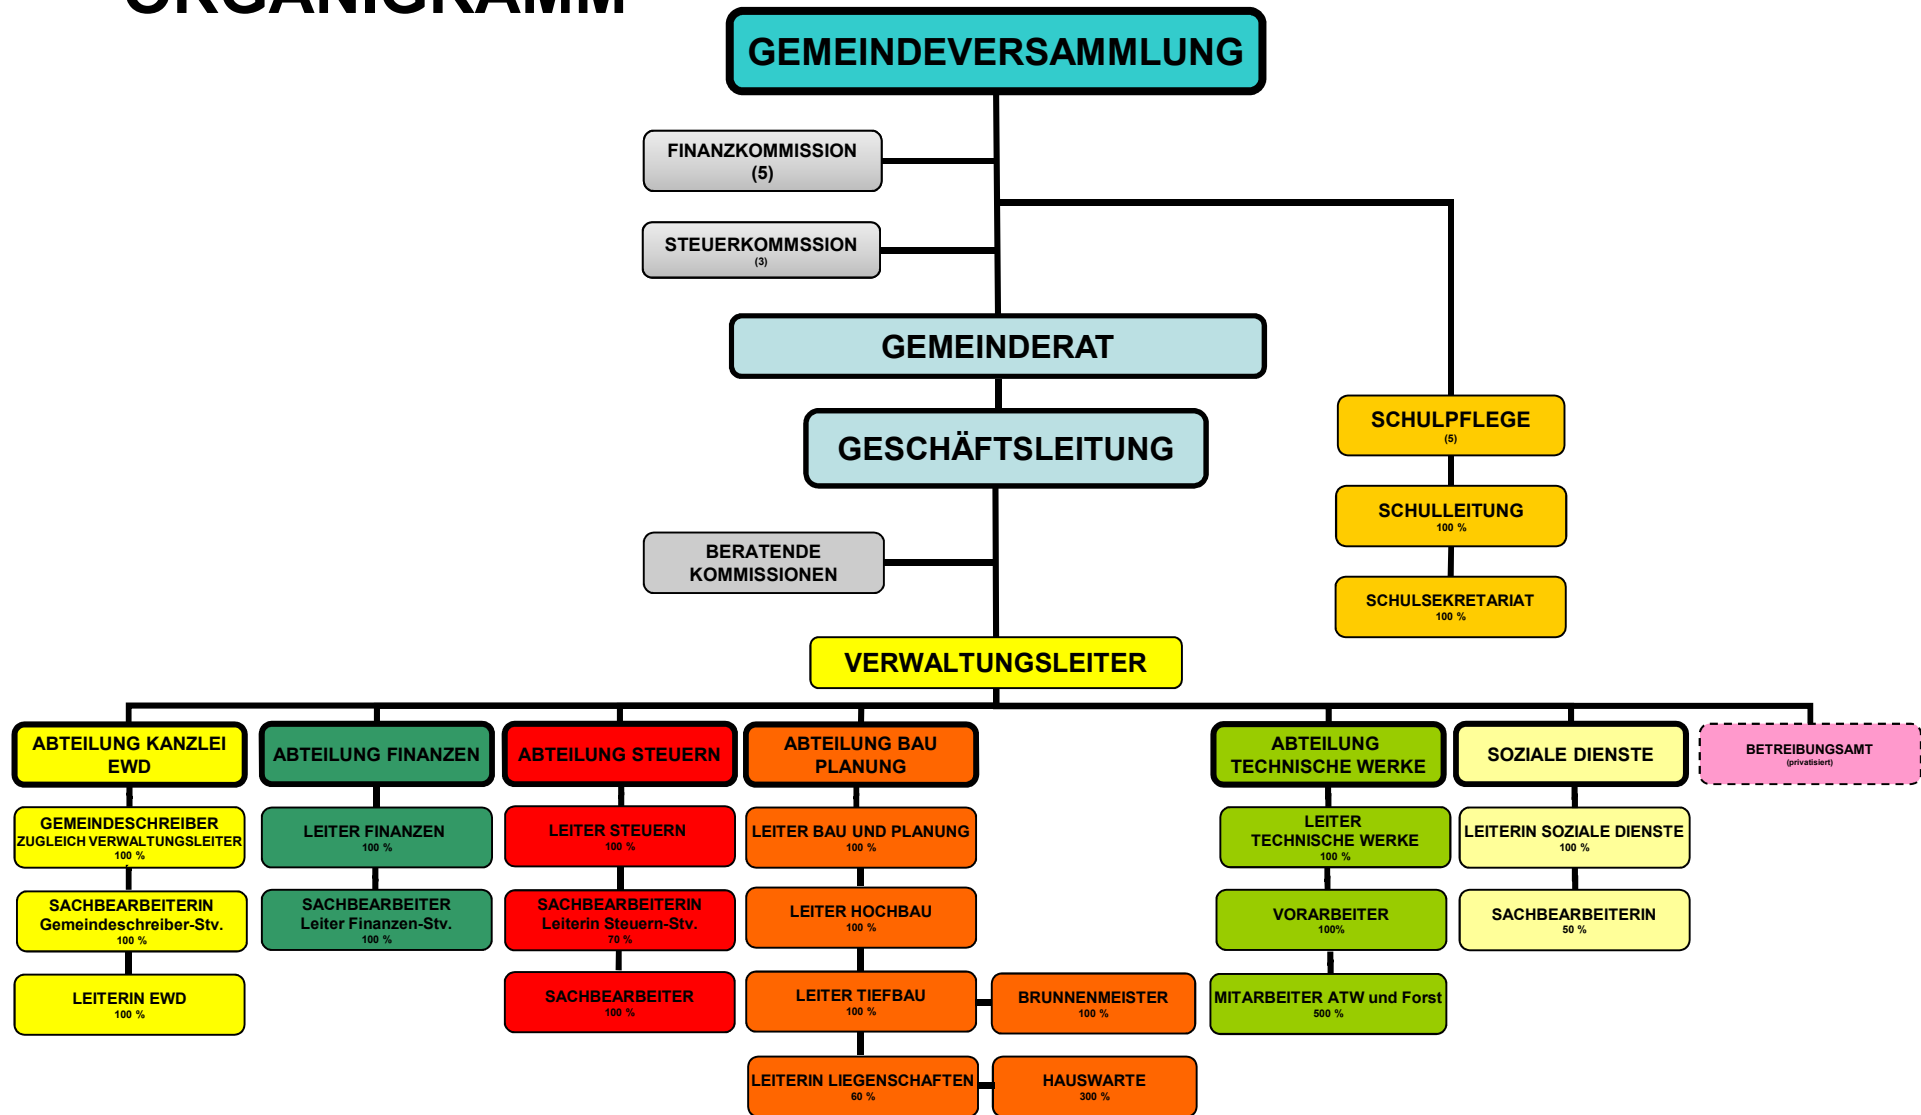 ORGANIGRAMM
GEMEINDEVERSAMMLUNG
FINANZKOMMISSION
(5)
STEUERKOMMSSION
(3)
GEMEINDERAT
GESCHÄFTSLEITUNG
SCHULPFLEGE
(5)
SCHULLEITUNG
100 %
SCHULSEKRETARIAT
100 %
BERATENDE
KOMMISSIONEN
VERWALTUNGSLEITER
ABTEILUNG KANZLEI
EWD
GEMEINDESCHREIBER
ZUGLEICH VERWALTUNGSLEITER
100 %
SACHBEARBEITERIN
Gemeindeschreiber-Stv.
100 %
LEITERIN EWD
100 %
ABTEILUNG FINANZEN
LEITER FINANZEN
100 %
SACHBEARBEITER
Leiter Finanzen-Stv.
100 %
ABTEILUNG STEUERN
LEITER STEUERN
100 %
SACHBEARBEITERIN
Leiterin Steuern-Stv.
70 %
SACHBEARBEITER
100 %
ABTEILUNG BAU
PLANUNG
LEITER BAU UND PLANUNG
100 %
LEITER HOCHBAU
100 %
LEITER TIEFBAU
100 %
BRUNNENMEISTER
100 %
LEITERIN LIEGENSCHAFTEN
60 %
HAUSWARTE
300 %
ABTEILUNG
TECHNISCHE WERKE
LEITER
TECHNISCHE WERKE
100 %
VORARBEITER
100%
MITARBEITER ATW und Forst
500 %
SOZIALE DIENSTE
LEITERIN SOZIALE DIENSTE
100 %
SACHBEARBEITERIN
50 %
BETREIBUNGSAMT
(privatisiert)